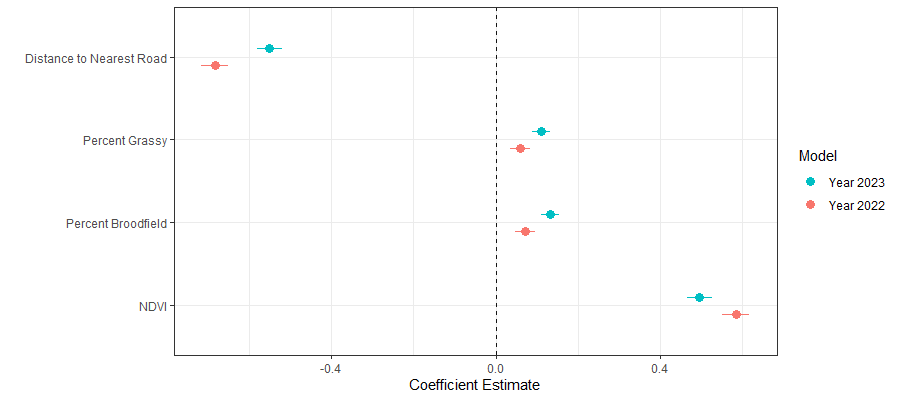 Distance to Nearest Road
Percent Grassy
Percent Broodfield
NDVI
-0.4
0.0
0.4
Coefficient Estimate
Model
Year 2023
Year 2022